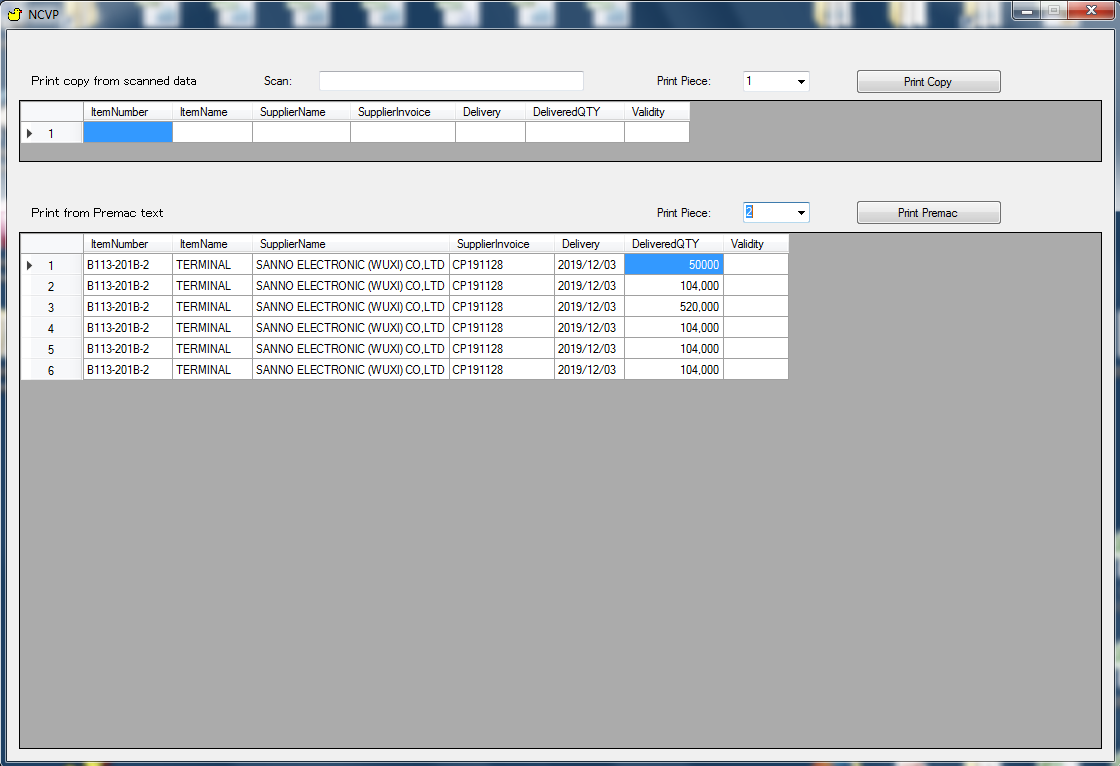 NCVP
Print copy from scanned data Scan: Print Piece: 1 Print Copy
ItemNumber ItemName SupplierName SupplierInvoice Delivery DeliveredQTY Validity
1
Print from Premac text Print Piece: 2 Print Premac
ItemNumber ItemName SupplierName SupplierInvoice Delivery DeliveredQTY Validity
1 B113-201B-2 TERMINAL SANNO ELECTRONIC (WUXI) CO,.LTD CP191128 2019/12/03 50000
2 B113-201B-2 TERMINAL SANNO ELECTRONIC (WUXI) CO,.LTD CP191128 2019/12/03 104,000
3 B113-201B-2 TERMINAL SANNO ELECTRONIC (WUXI) CO,.LTD CP191128 2019/12/03 520,000
4 B113-201B-2 TERMINAL SANNO ELECTRONIC (WUXI) CO,.LTD CP191128 2019/12/03 104,000
5 B113-201B-2 TERMINAL SANNO ELECTRONIC (WUXI) CO,.LTD CP191128 2019/12/03 104,000
6 B113-201B-2 TERMINAL SANNO ELECTRONIC (WUXI) CO,.LTD CP191128 2019/12/03 104,000